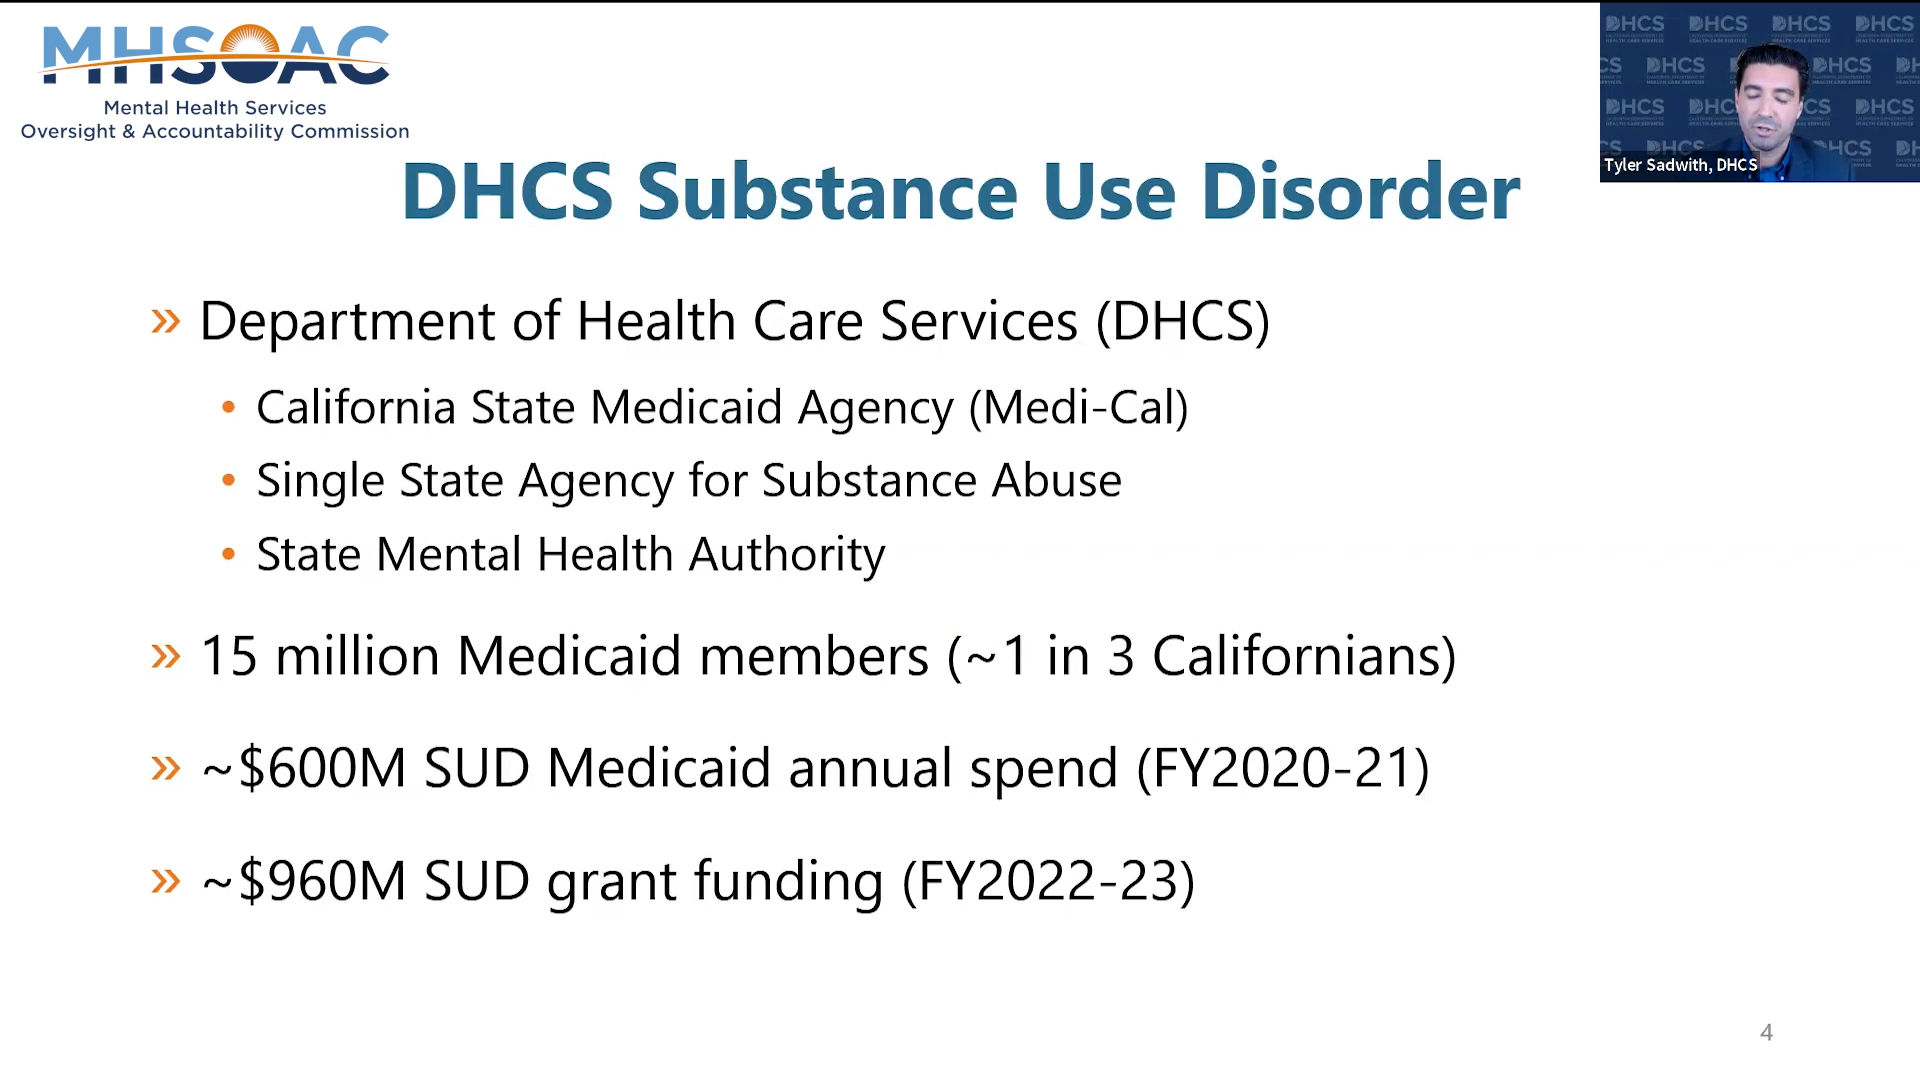 MHSOAC
Mental Health Services
Oversight & Accountability Commission
Tyler Sadwith, DHCS
DHCS Substance Use Disorder
» Department of Health Care Services (DHCS)
• California State Medicaid Agency (Medi-Cal)
• Single State Agency for Substance Abuse
• State Mental Health Authority
» 15 million Medicaid members (~1 in 3 Californians)
» ~$600M SUD Medicaid annual spend (FY2020-21)
» ~$960M SUD grant funding (FY2022-23)
4